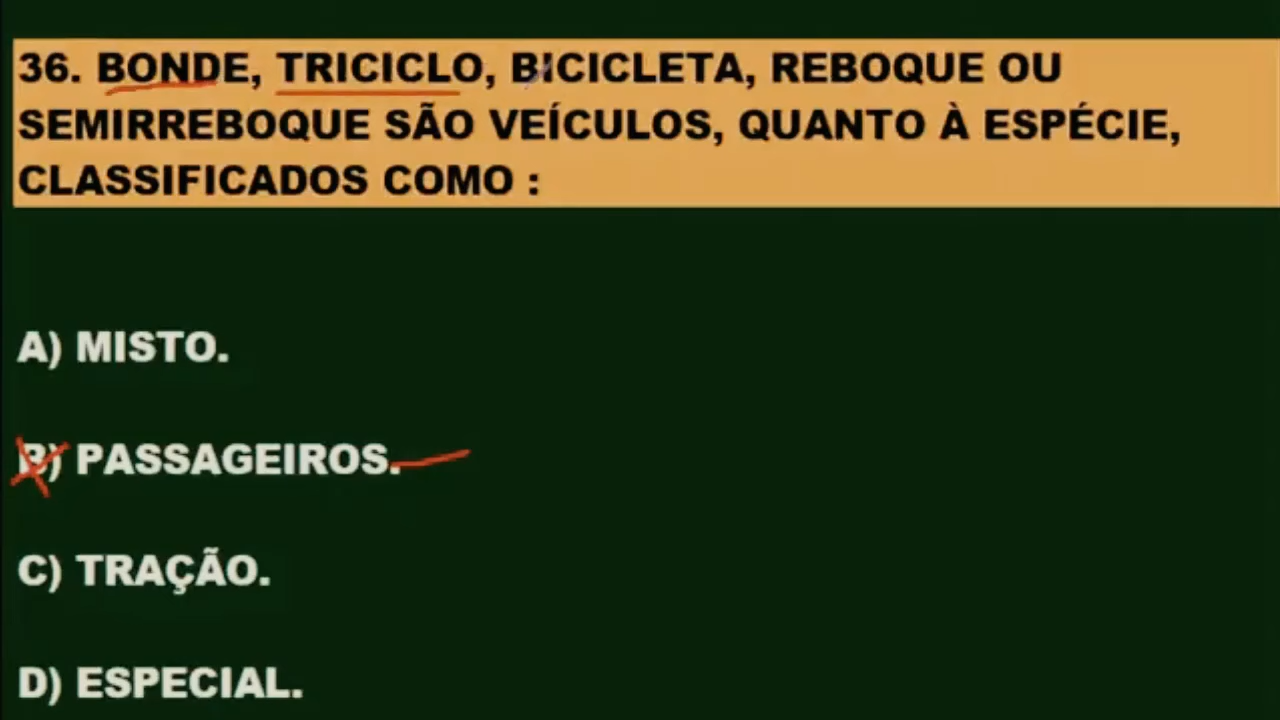 36. BONDE, TRICICLO, BICICLETA, REBOQUE OU
SEMIRREBOQUE SÃO VEÍCULOS, QUANTO À ESPÉCIE,
CLASSIFICADOS COMO :
A) MISTO.
B) PASSAGEIROS.
C) TRAÇÃO.
D) ESPECIAL.